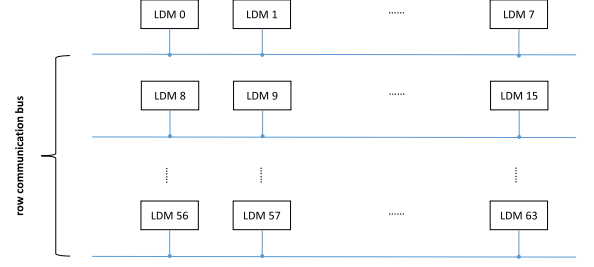 LDM 0 LDM 1 ...... LDM 7
LDM 8 LDM 9 ...... LDM 15
row communication bus
LDM 56 LDM 57 ...... LDM 63